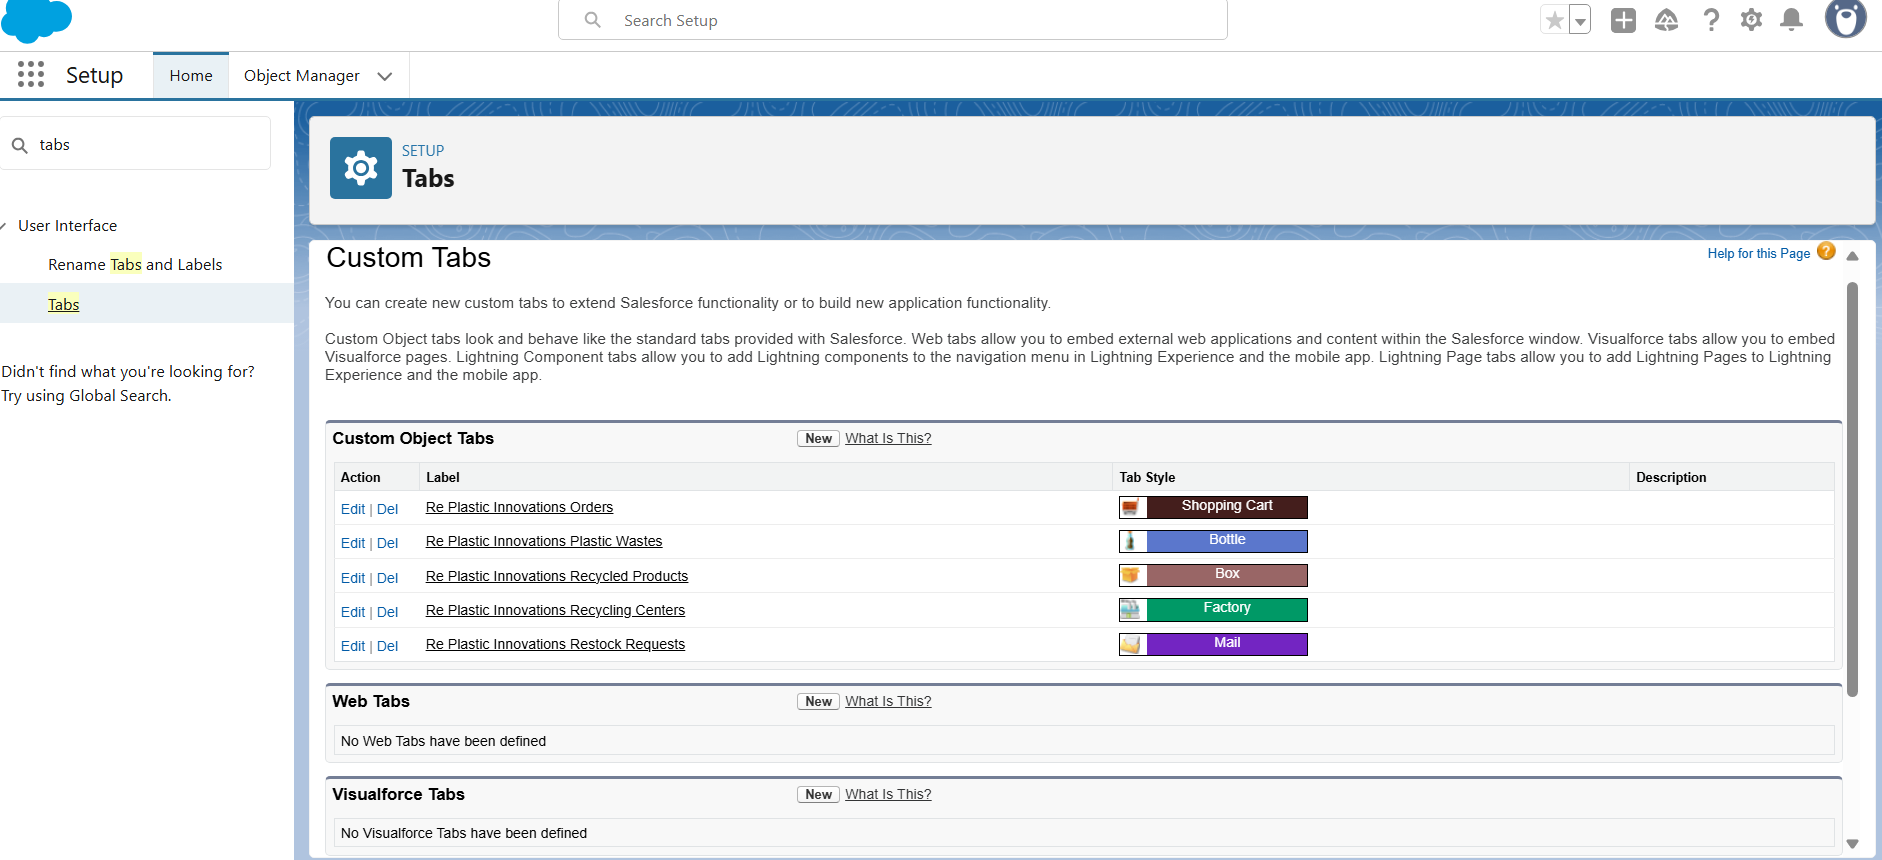 Search Setup
Setup
Home
Object Manager
tabs
User Interface
Rename Tabs and Labels
Tabs
Didn't find what you're looking for?
Try using Global Search.
SETUP
Tabs
Custom Tabs
Help for this Page ?
You can create new custom tabs to extend Salesforce functionality or to build new application functionality.
Custom Object tabs look and behave like the standard tabs provided with Salesforce. Web tabs allow you to embed external web applications and content within the Salesforce window. Visualforce tabs allow you to embed
Visualforce pages. Lightning Component tabs allow you to add Lightning components to the navigation menu in Lightning Experience and the mobile app. Lightning Page tabs allow you to add Lightning Pages to Lightning
Experience and the mobile app.
Custom Object Tabs New What Is This?
Action Label Tab Style Description
Edit | Del Re Plastic Innovations Orders Shopping Cart
Edit | Del Re Plastic Innovations Plastic Wastes Bottle
Edit | Del Re Plastic Innovations Recycled Products Box
Edit | Del Re Plastic Innovations Recycling Centers Factory
Edit | Del Re Plastic Innovations Restock Requests Mail
Web Tabs New What Is This?
No Web Tabs have been defined
Visualforce Tabs New What Is This?
No Visualforce Tabs have been defined